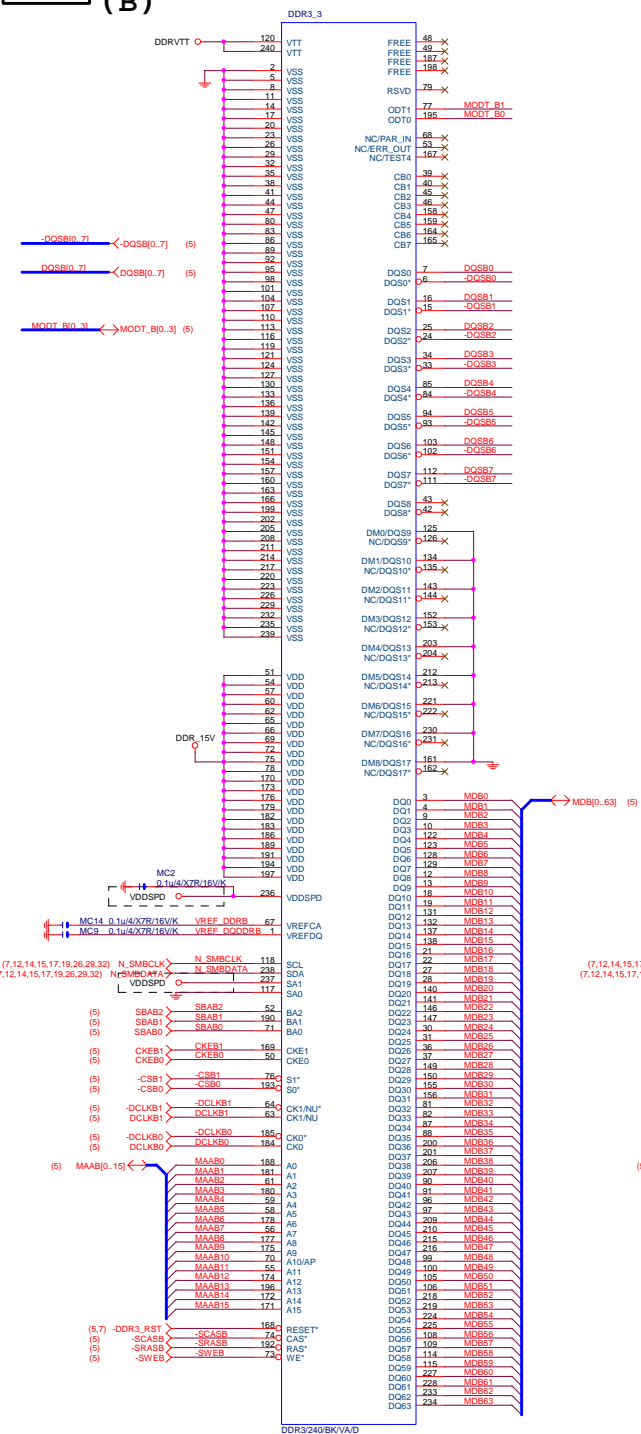 (B)
DDR3_3
DDRVTT
120 VTT
240 VTT
2 VSS
5 VSS
8 VSS
11 VSS
14 VSS
17 VSS
20 VSS
23 VSS
26 VSS
29 VSS
32 VSS
35 VSS
38 VSS
41 VSS
44 VSS
47 VSS
80 VSS
83 VSS
86 VSS
89 VSS
92 VSS
95 VSS
98 VSS
101 VSS
104 VSS
107 VSS
110 VSS
113 VSS
116 VSS
119 VSS
121 VSS
124 VSS
127 VSS
130 VSS
133 VSS
136 VSS
139 VSS
142 VSS
145 VSS
148 VSS
151 VSS
154 VSS
157 VSS
160 VSS
163 VSS
166 VSS
199 VSS
202 VSS
205 VSS
208 VSS
211 VSS
214 VSS
217 VSS
220 VSS
223 VSS
226 VSS
229 VSS
232 VSS
235 VSS
239 VSS
-DQSB[0..7] -DQSB[0..7] (5)
DQSB[0..7] DQSB[0..7] (5)
MODT_B[0..3] MODT_B[0..3] (5)
DDR_15V
51 VDD
54 VDD
57 VDD
60 VDD
62 VDD
65 VDD
66 VDD
69 VDD
72 VDD
75 VDD
78 VDD
170 VDD
173 VDD
176 VDD
179 VDD
182 VDD
183 VDD
186 VDD
189 VDD
191 VDD
194 VDD
197 VDD
MC2
0.1u/4/X7R/16V/K
VDDSPD 236 VDDSPD
MC14 0.1u/4/X7R/16V/K VREF_DDRB 67 VREFCA
MC9 0.1u/4/X7R/16V/K VREF_DQDDRB 1 VREFDQ
(7,12,14,15,17,19,26,29,32) N_SMBCLK N_SMBCLK 118 SCL
7,12,14,15,17,19,26,29,32) N_SMBDATA N_SMBDATA 238 SDA
VDDSPD 237 SA1
117 SA0
(5) SBAB2 SBAB2 52 BA2
(5) SBAB1 SBAB1 190 BA1
(5) SBAB0 SBAB0 71 BA0
(5) CKEB1 CKEB1 169 CKE1
(5) CKEB0 CKEB0 50 CKE0
(5) -CSB1 -CSB1 76 S1*
(5) -CSB0 -CSB0 193 S0*
(5) -DCLKB1 -DCLKB1 64 CK1/NU*
(5) DCLKB1 DCLKB1 63 CK1/NU
(5) -DCLKB0 -DCLKB0 185 CK0*
(5) DCLKB0 DCLKB0 184 CK0
(5) MAAB[0..15]
MAAB0 188 A0
MAAB1 181 A1
MAAB2 61 A2
MAAB3 180 A3
MAAB4 59 A4
MAAB5 58 A5
MAAB6 178 A6
MAAB7 56 A7
MAAB8 177 A8
MAAB9 175 A9
MAAB10 70 A10/AP
MAAB11 55 A11
MAAB12 174 A12
MAAB13 196 A13
MAAB14 172 A14
MAAB15 171 A15
(5,7) -DDR3_RST 168 RESET*
(5) -SCASB -SCASB 74 CAS*
(5) -SRASB -SRASB 192 RAS*
(5) -SWEB -SWEB 73 WE*
FREE 48
FREE 49
FREE 187
FREE 198
RSVD 79
ODT1 77 MODT_B1
ODT0 195 MODT_B0
NC/PAR_IN 68
NC/ERR_OUT 53
NC/TEST4 167
CB0 39
CB1 40
CB2 45
CB3 46
CB4 158
CB5 159
CB6 164
CB7 165
DQS0 7 DQSB0
DQS0* 6 -DQSB0
DQS1 16 DQSB1
DQS1* 15 -DQSB1
DQS2 25 DQSB2
DQS2* 24 -DQSB2
DQS3 34 DQSB3
DQS3* 33 -DQSB3
DQS4 85 DQSB4
DQS4* 84 -DQSB4
DQS5 94 DQSB5
DQS5* 93 -DQSB5
DQS6 103 DQSB6
DQS6* 102 -DQSB6
DQS7 112 DQSB7
DQS7* 111 -DQSB7
DQS8 43
DQS8* 42
DM0/DQS9 125
NC/DQS9* 126
DM1/DQS10 134
NC/DQS10* 135
DM2/DQS11 143
NC/DQS11* 144
DM3/DQS12 152
NC/DQS12* 153
DM4/DQS13 203
NC/DQS13* 204
DM5/DQS14 212
NC/DQS14* 213
DM6/DQS15 221
NC/DQS15* 222
DM7/DQS16 230
NC/DQS16* 231
DM8/DQS17 161
NC/DQS17* 162
MDB[0..63] (5)
DQ0 3 MDB0
DQ1 4 MDB1
DQ2 9 MDB2
DQ3 10 MDB3
DQ4 122 MDB4
DQ5 123 MDB5
DQ6 128 MDB6
DQ7 129 MDB7
DQ8 12 MDB8
DQ9 13 MDB9
DQ10 18 MDB10
DQ11 19 MDB11
DQ12 131 MDB12
DQ13 132 MDB13
DQ14 137 MDB14
DQ15 138 MDB15
DQ16 21 MDB16
DQ17 22 MDB17
DQ18 27 MDB18
DQ19 28 MDB19
DQ20 140 MDB20
DQ21 141 MDB21
DQ22 146 MDB22
DQ23 147 MDB23
DQ24 30 MDB24
DQ25 31 MDB25
DQ26 36 MDB26
DQ27 37 MDB27
DQ28 149 MDB28
DQ29 150 MDB29
DQ30 155 MDB30
DQ31 156 MDB31
DQ32 81 MDB32
DQ33 82 MDB33
DQ34 87 MDB34
DQ35 88 MDB35
DQ36 200 MDB36
DQ37 201 MDB37
DQ38 206 MDB38
DQ39 207 MDB39
DQ40 90 MDB40
DQ41 91 MDB41
DQ42 96 MDB42
DQ43 97 MDB43
DQ44 209 MDB44
DQ45 210 MDB45
DQ46 215 MDB46
DQ47 216 MDB47
DQ48 99 MDB48
DQ49 100 MDB49
DQ50 105 MDB50
DQ51 106 MDB51
DQ52 218 MDB52
DQ53 219 MDB53
DQ54 224 MDB54
DQ55 225 MDB55
DQ56 108 MDB56
DQ57 109 MDB57
DQ58 114 MDB58
DQ59 115 MDB59
DQ60 227 MDB60
DQ61 228 MDB61
DQ62 233 MDB62
DQ63 234 MDB63
(7,12,14,15,17
(7,12,14,15,17,
DDR3/240/BK/VA/D